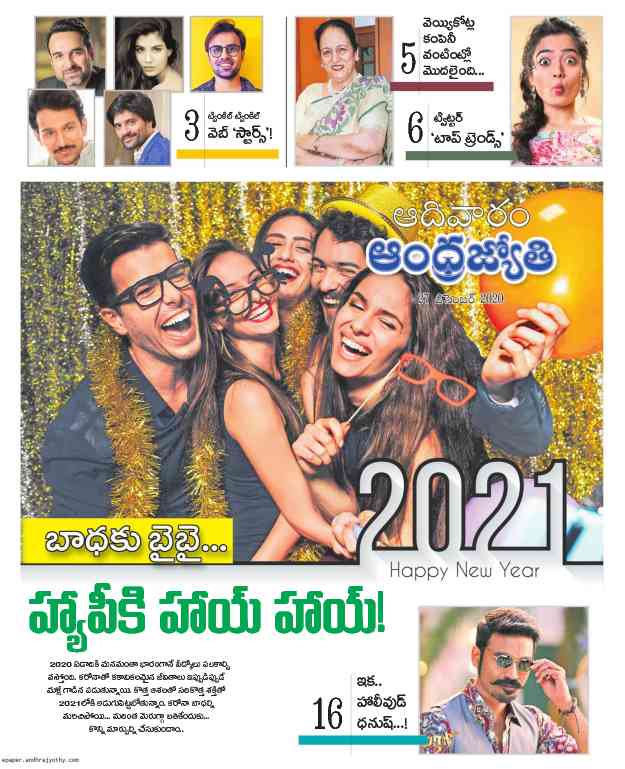 3
ట్వింకిల్ ట్వింకిల్
వెబ్ 'స్టార్స్'!
5
వెయ్యికోట్ల
కంపెనీ
వంటింట్లో
మొదలైంది...
6
ట్విట్టర్
'టాప్ ట్రెండ్స్'
ఆదివారం
ఆంధ్రజ్యోతి
27 డిసెంబర్ 2020
2021
Happy New Year
బాధకు బైబై...
హ్యాపీకి హాయ్ హాయ్!
2020 ఏడాదికి మనమంతా భారంగానే వీడ్కోలు పలకాల్సి
వస్తోంది. కరోనాతో కకావికలమైన జీవితాలు ఇప్పుడిప్పుడే
మళ్లీ గాడిన పడుతున్నాయి. కొత్త ఆశలతో సరికొత్త శక్తితో
2021లోకి అడుగుపెట్టబోతున్నాం. కరోనా బాధల్ని
మరిచిపోయి... మరింత మెరుగ్గా బతికేందుకు...
కొన్ని మార్పుల్ని చేసుకుందాం..
16
ఇక..
హాలీవుడ్
ధనుష్...!
epaper.andhrajyothy.com